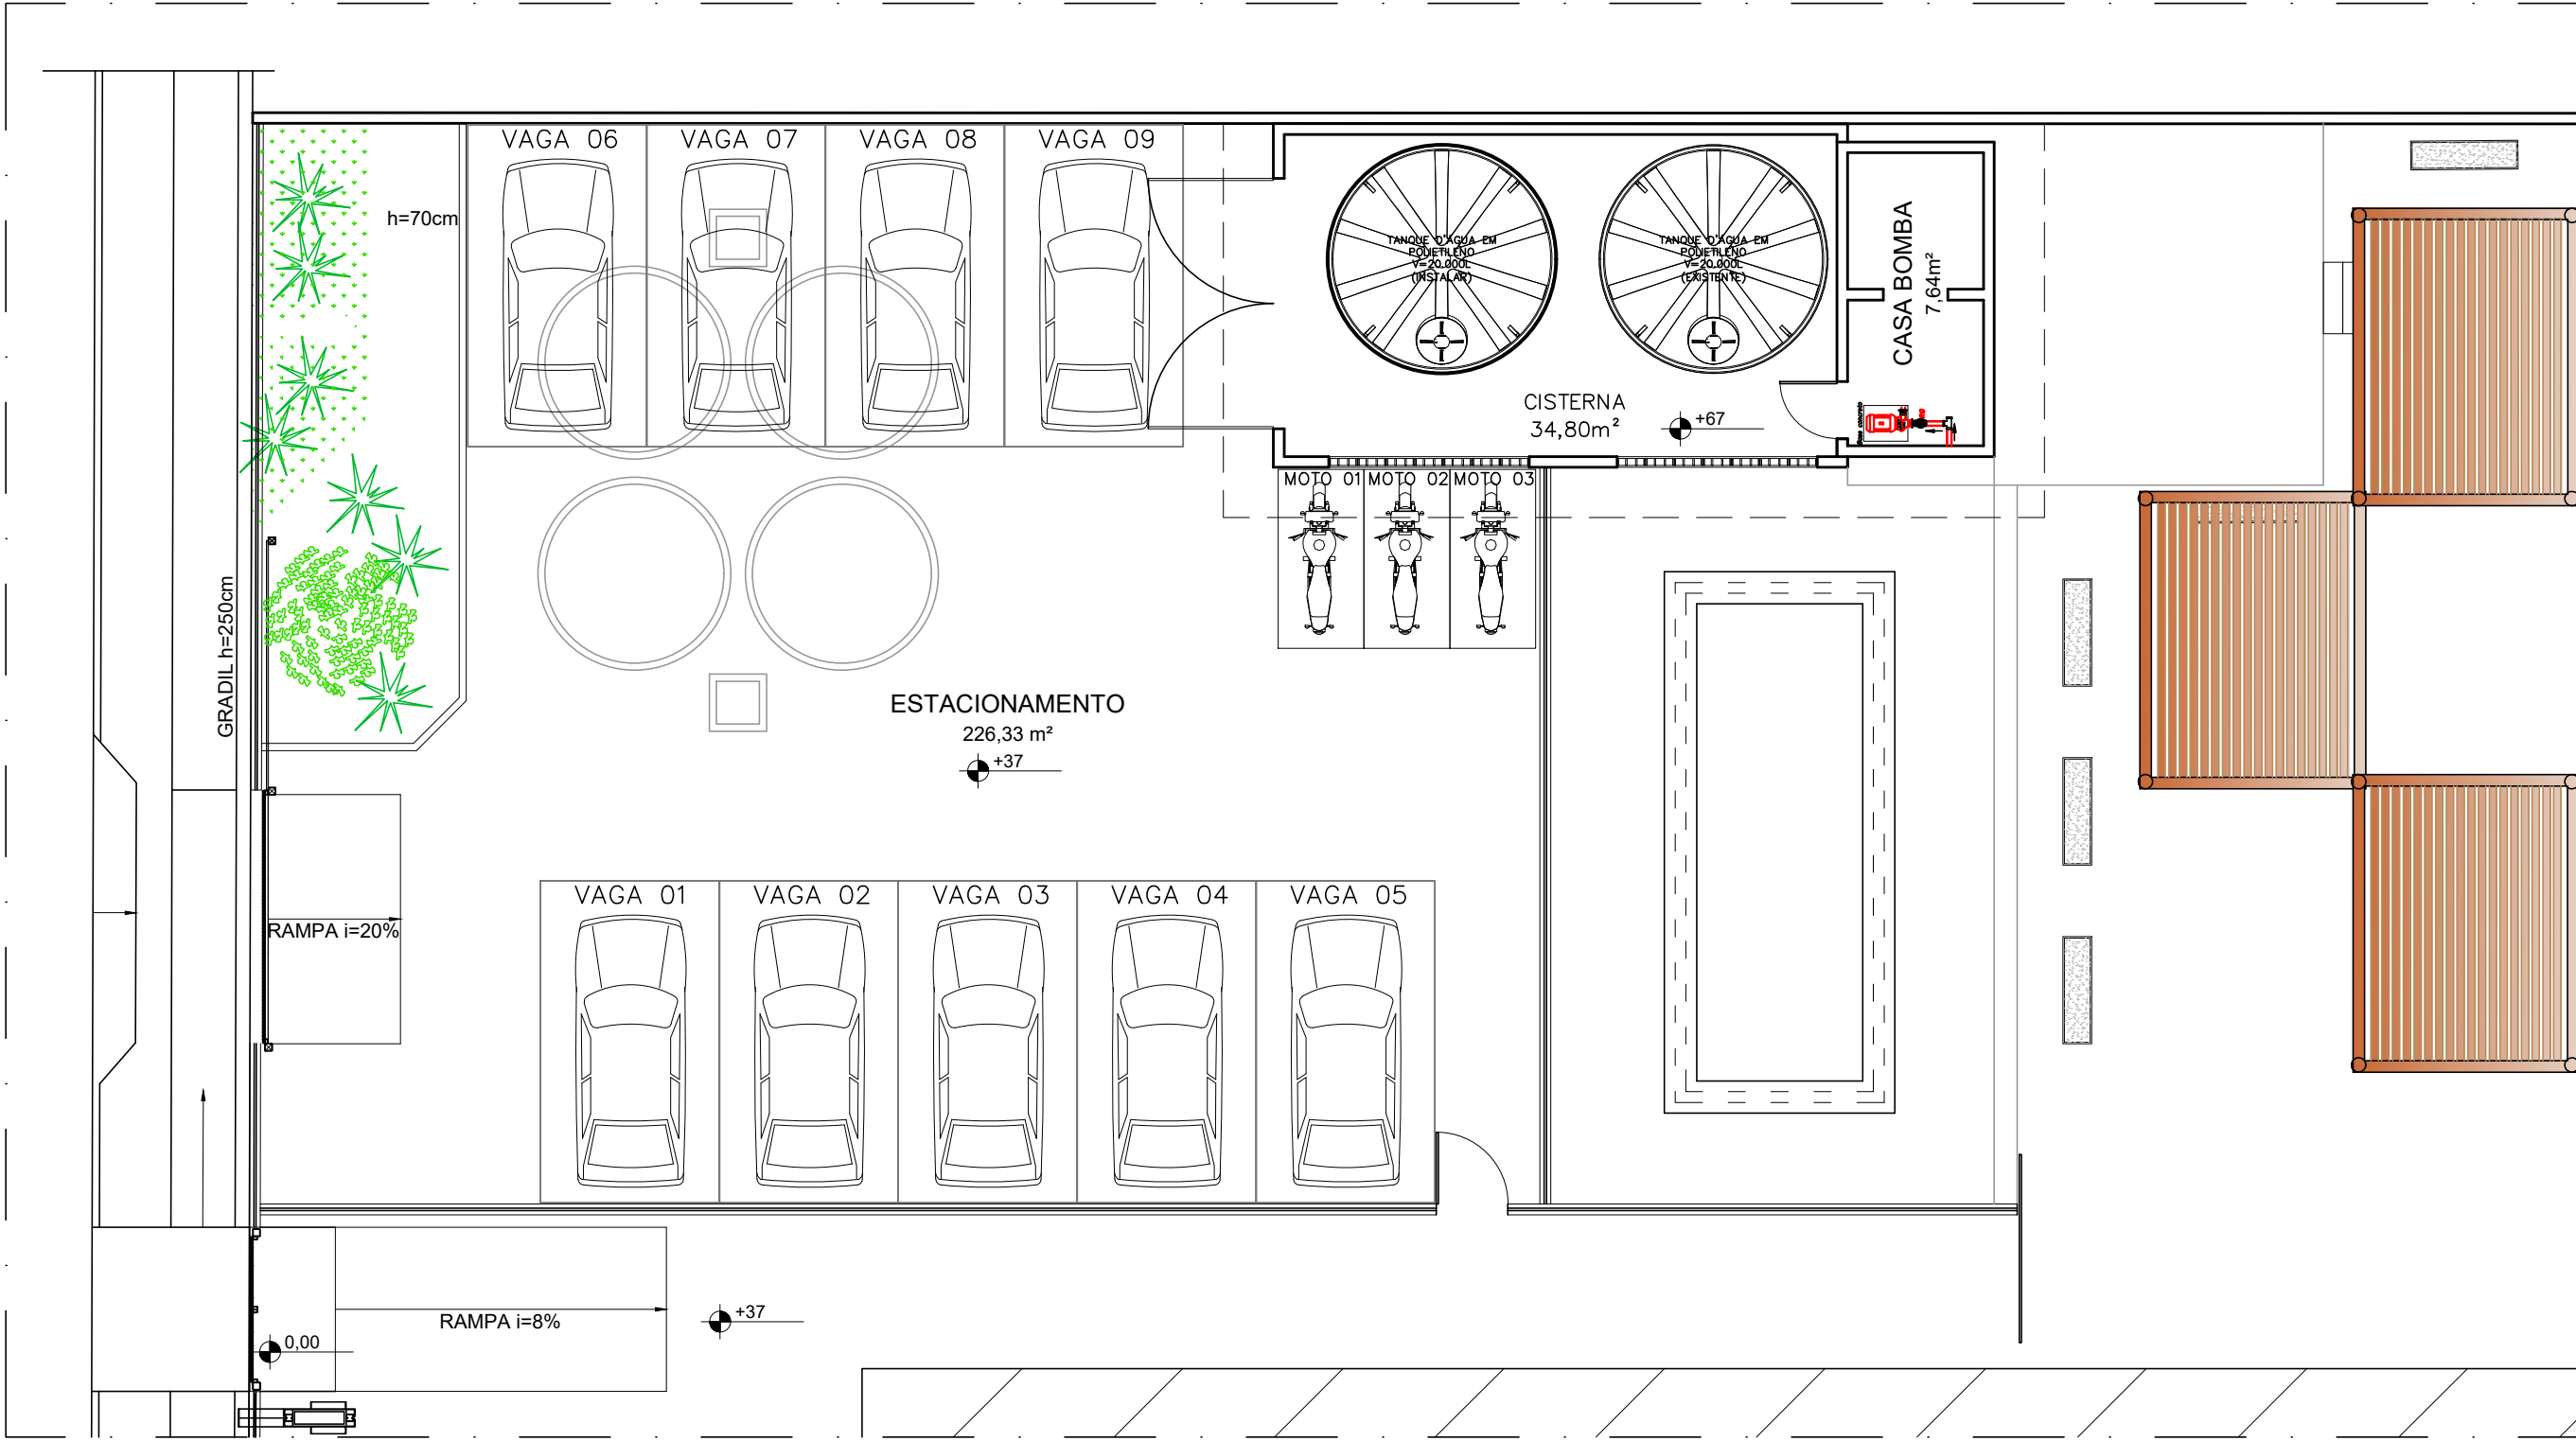 VAGA 06
VAGA 07
VAGA 08
VAGA 09
h=70cm
TANQUE D'ÁGUA EM
POLIETILENO
V=20.000L
(INSTALAR)
TANQUE D'ÁGUA EM
POLIETILENO
V=20.000L
(EXISTENTE)
CASA BOMBA
7,64m²
CISTERNA
34,80m²
+67
Base concreto
MOTO 01
MOTO 02
MOTO 03
GRADIL h=250cm
ESTACIONAMENTO
226,33 m²
+37
VAGA 01
VAGA 02
VAGA 03
VAGA 04
VAGA 05
RAMPA i=20%
RAMPA i=8%
+37
0,00